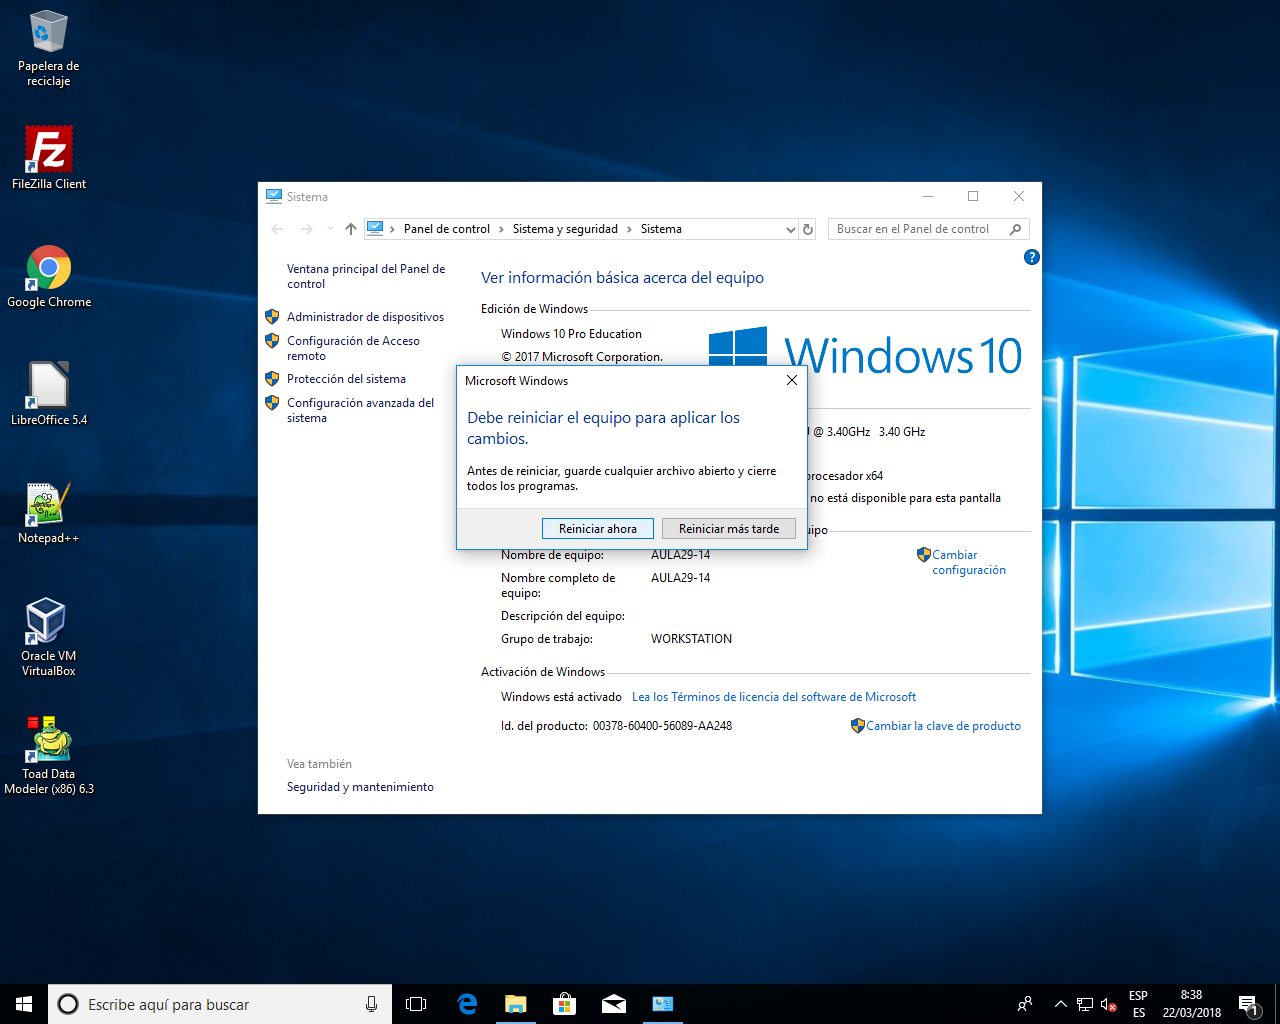 Papelera de
reciclaje
FileZilla Client
Google Chrome
LibreOffice 5.4
Notepad++
Oracle VM
VirtualBox
Toad Data
Modeler (x86) 6.3
Sistema
Panel de control
Sistema y seguridad
Sistema
Buscar en el Panel de control
Ventana principal del Panel de
control
Administrador de dispositivos
Configuración de Acceso
remoto
Protección del sistema
Configuración avanzada del
sistema
Vea también
Seguridad y mantenimiento
Ver información básica acerca del equipo
Edición de Windows
Windows 10 Pro Education
© 2017 Microsoft Corporation.
Windows 10
@ 3.40GHz 3.40 GHz
procesador x64
no está disponible para esta pantalla
Microsoft Windows
Debe reiniciar el equipo para aplicar los
cambios.
Antes de reiniciar, guarde cualquier archivo abierto y cierre
todos los programas.
Reiniciar ahora
Reiniciar más tarde
Nombre de equipo: AULA29-14
Cambiar
configuración
Nombre completo de
equipo:
AULA29-14
Descripción del equipo:
Grupo de trabajo: WORKSTATION
Activación de Windows
Windows está activado Lea los Términos de licencia del software de Microsoft
Id. del producto: 00378-60400-56089-AA248
Cambiar la clave de producto
Escribe aquí para buscar
ESP
ES
8:38
22/03/2018
1